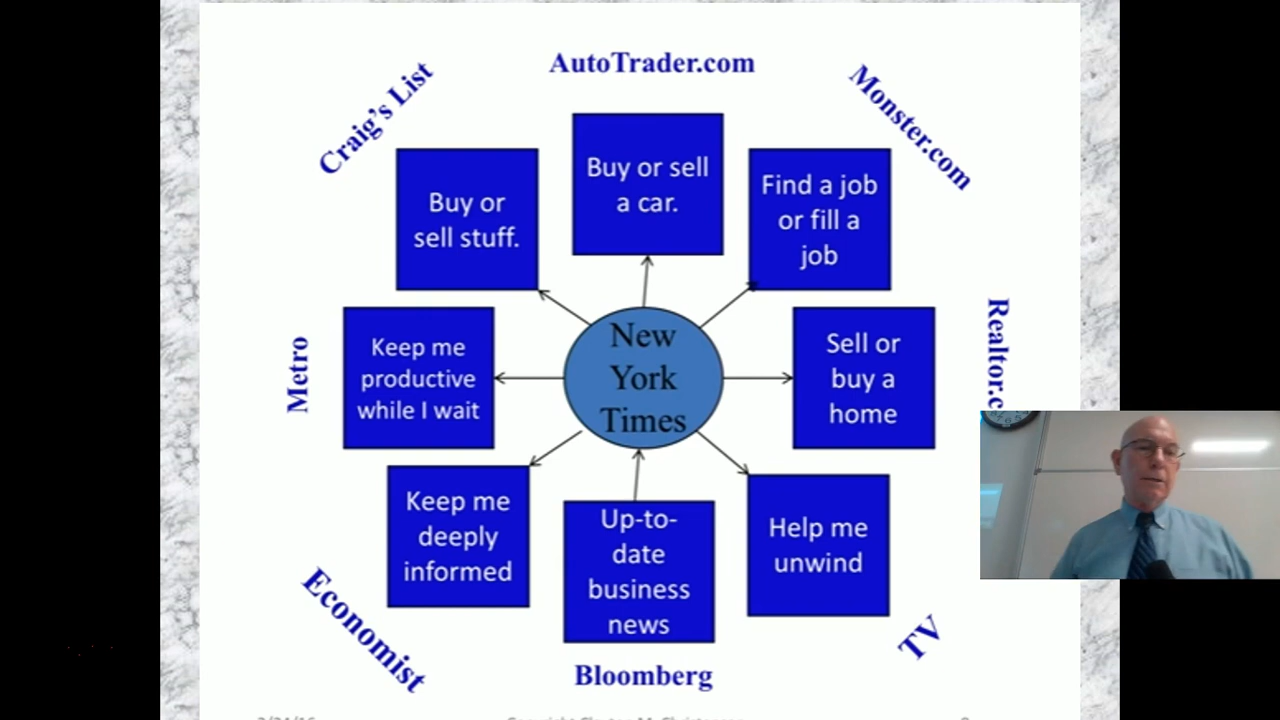 AutoTrader.com
Craig's List
Monster.com
Buy or sell
a car.
Buy or
sell stuff.
Find a job
or fill a
job
New
York
Times
Metro
Keep me
productive
while I wait
Sell or
buy a
home
Realtor.c
Keep me
deeply
informed
Up-to-
date
business
news
Help me
unwind
Economist
Bloomberg
TV